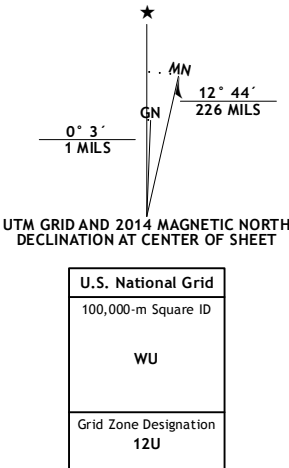 MN
12° 44´
226 MILS
GN
0° 3´
1 MILS
UTM GRID AND 2014 MAGNETIC NORTH
DECLINATION AT CENTER OF SHEET
U.S. National Grid
100,000-m Square ID
WU
Grid Zone Designation
12U